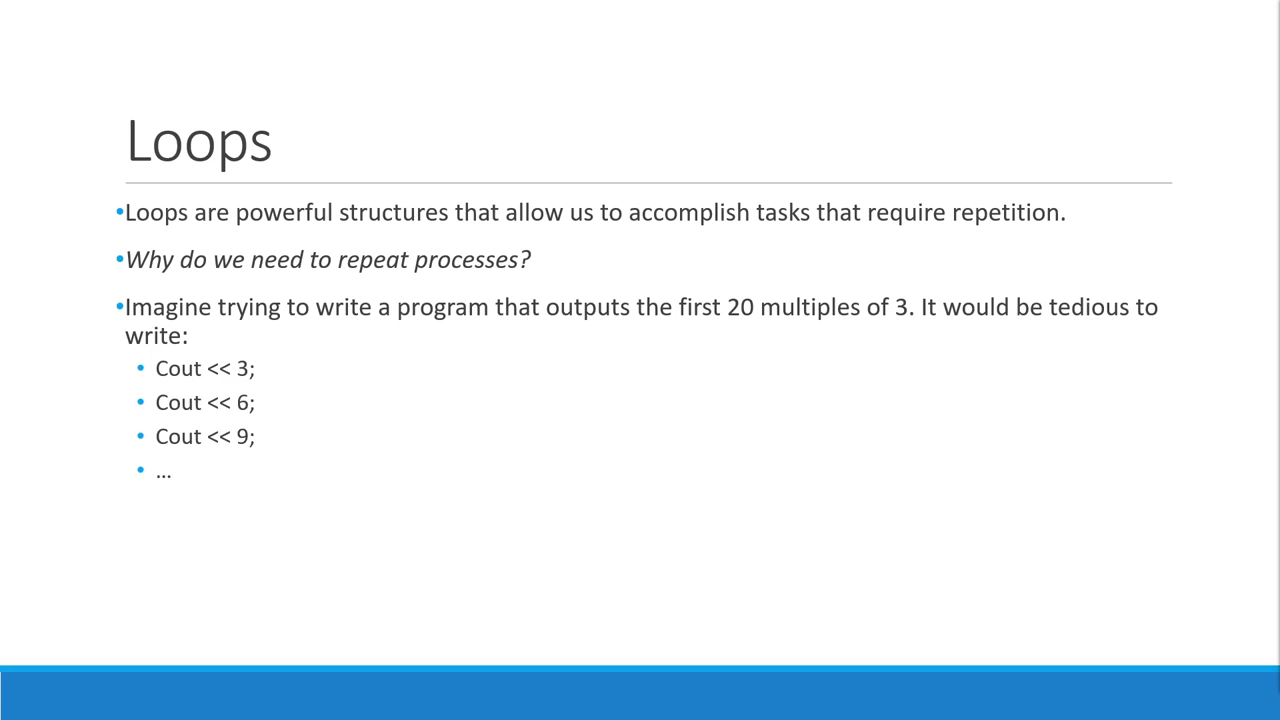 Loops
•Loops are powerful structures that allow us to accomplish tasks that require repetition.
•Why do we need to repeat processes?
•Imagine trying to write a program that outputs the first 20 multiples of 3. It would be tedious to
write:
• Cout << 3;
• Cout << 6;
• Cout << 9;
• …